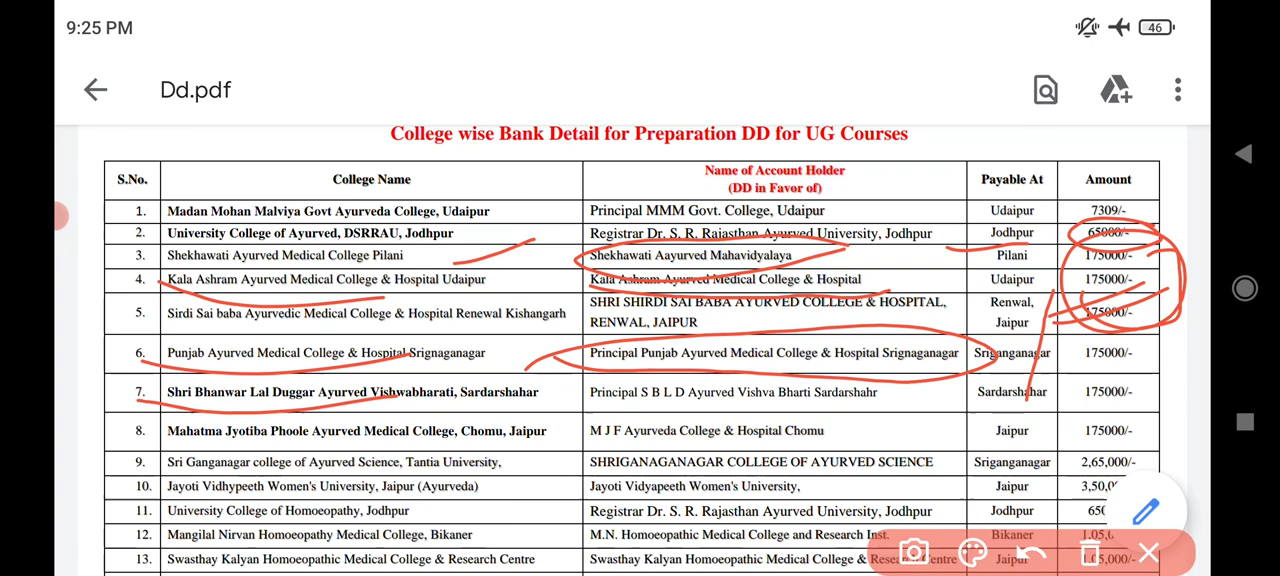 9:25 PM
46
Dd.pdf
College wise Bank Detail for Preparation DD for UG Courses
S.No. College Name Name of Account Holder (DD in Favor of) Payable At Amount
1. Madan Mohan Malviya Govt Ayurveda College, Udaipur Principal MMM Govt. College, Udaipur Udaipur 7309/-
2. University College of Ayurved, DSRRAU, Jodhpur Registrar Dr. S. R. Rajasthan Ayurved University, Jodhpur Jodhpur 65000/-
3. Shekhawati Aayurved Medical College Pilani Shekhawati Aayurved Mahavidyalaya Pilani 175000/-
4. Kala Ashram Ayurved Medical College & Hospital Udaipur Kala Ashram Ayurved Medical College & Hospital Udaipur 175000/-
5. Sirdi Sai baba Ayurvedic Medical College & Hospital Renewal Kishangarh SHRI SHIRDI SAI BABA AYURVED COLLEGE & HOSPITAL, RENWAL, JAIPUR Renwal, Jaipur 175000/-
6. Punjab Ayurved Medical College & Hospital Srignaganagar Principal Punjab Ayurved Medical College & Hospital Srignaganagar Sriganganagar 175000/-
7. Shri Bhanwar Lal Duggar Ayurved Vishwabharati, Sardarshahar Principal S B L D Ayurved Vishva Bharti Sardarshahr Sardarshahar 175000/-
8. Mahatma Jyotiba Phoole Ayurved Medical College, Chomu, Jaipur M J F Ayurveda College & Hospital Chomu Jaipur 175000/-
9. Sri Ganganagar college of Ayurved Science, Tantia University, SHRIGANAGANAGAR COLLEGE OF AYURVED SCIENCE Sriganganagar 2,65,000/-
10. Jayoti Vidhypeeth Women's University, Jaipur (Ayurveda) Jayoti Vidyapeeth Women's University, Jaipur
11. University College of Homoeopathy, Jodhpur Registrar Dr. S. R. Rajasthan Ayurved University, Jodhpur Jodhpur
12. Mangilal Nirvan Homoeopathy Medical College, Bikaner M.N. Homoeopathic Medical College and Research Inst. Bikaner
13. Swasthay Kalyan Homoeopathic Medical College & Research Centre Swasthay Kalyan Homoeopathic Medical College & Research Centre Jaipur